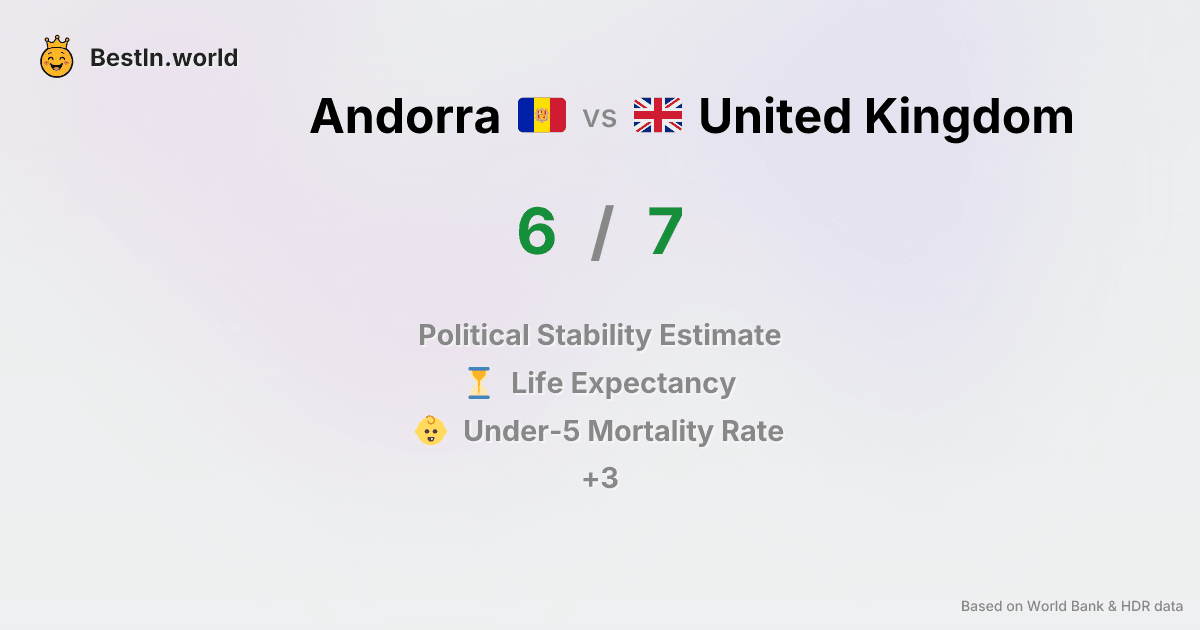 BestIn.world
Andorra vs United Kingdom
6 / 7
Political Stability Estimate
Life Expectancy
Under-5 Mortality Rate
+3
Based on World Bank & HDR data